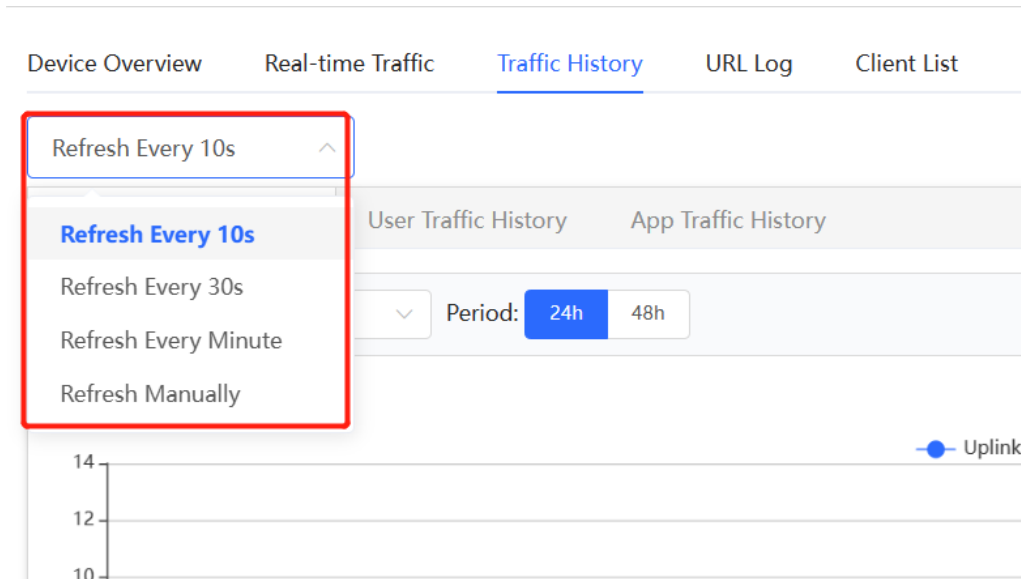 Device Overview Real-time Traffic Traffic History URL Log Client List
Refresh Every 10s
User Traffic History App Traffic History
Refresh Every 10s
Refresh Every 30s
Period: 24h 48h
Refresh Every Minute
Refresh Manually
Uplink
14
12
10